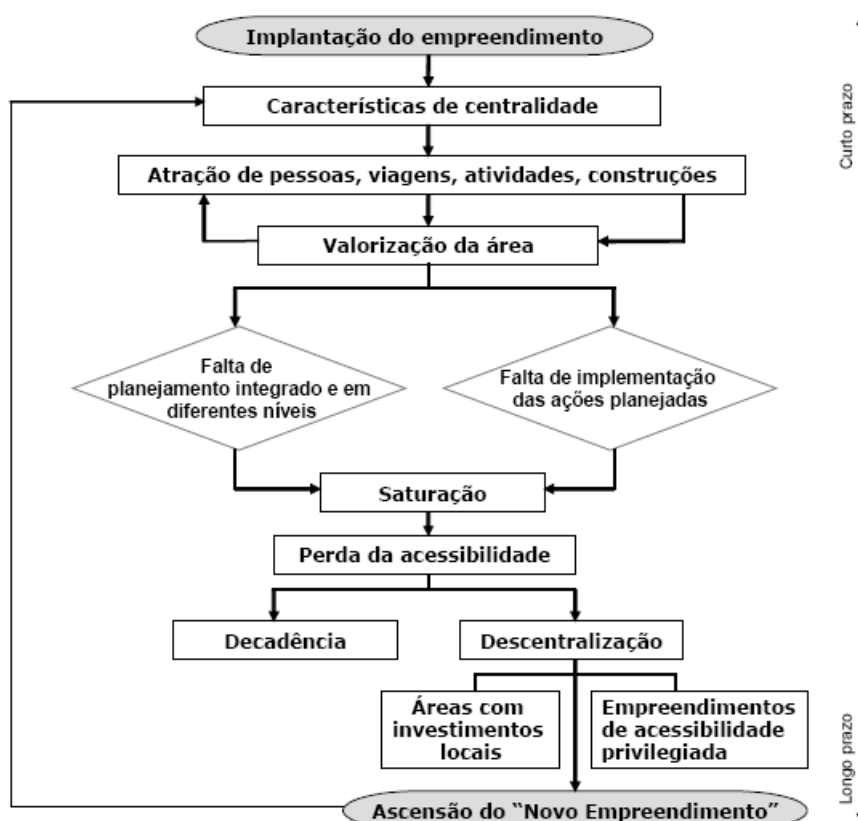 Implantação do empreendimento
Características de centralidade
Atração de pessoas, viagens, atividades, construções
Valorização da área
Falta de
planejamento integrado e em
diferentes níveis
Falta de implementação
das ações planejadas
Saturação
Perda da acessibilidade
Decadência
Descentralização
Áreas com
investimentos
locais
Empreendimentos
de acessibilidade
privilegiada
Ascensão do “Novo Empreendimento”
Curto prazo
Longo prazo